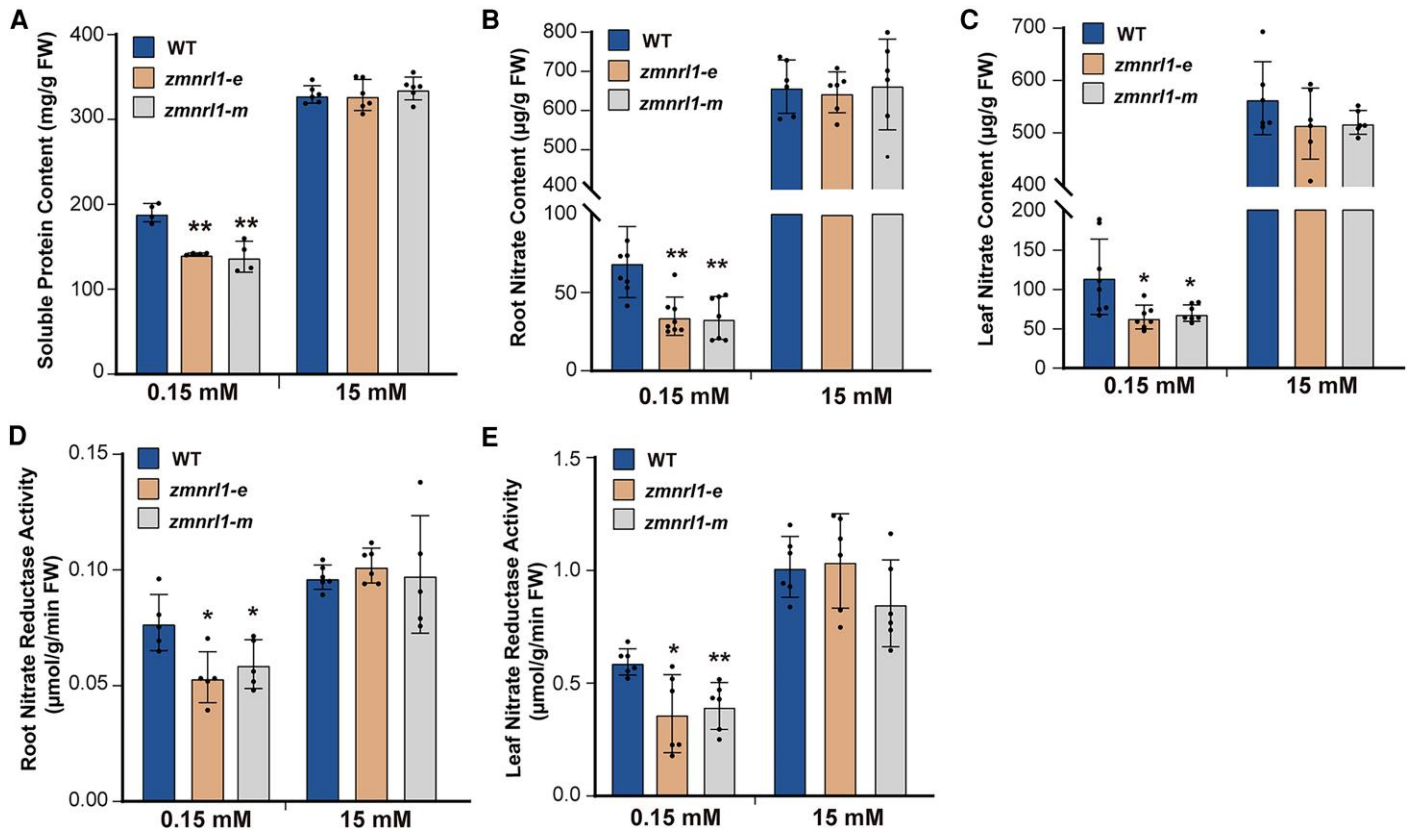 A
Soluble Protein Content (mg/g FW)
400
300
200
100
0
WT
zmnrl1-e
zmnrl1-m
**
**
0.15 mM
15 mM
B
Root Nitrate Content (µg/g FW)
800
700
600
500
400
100
50
0
WT
zmnrl1-e
zmnrl1-m
**
**
0.15 mM
15 mM
C
Leaf Nitrate Content (µg/g FW)
700
600
500
400
200
150
100
50
0
WT
zmnrl1-e
zmnrl1-m
*
*
0.15 mM
15 mM
D
Root Nitrate Reductase Activity
(µmol/g/min FW)
0.15
0.10
0.05
0.00
WT
zmnrl1-e
zmnrl1-m
*
*
0.15 mM
15 mM
E
Leaf Nitrate Reductase Activity
(µmol/g/min FW)
1.5
1.0
0.5
0.0
WT
zmnrl1-e
zmnrl1-m
*
**
0.15 mM
15 mM